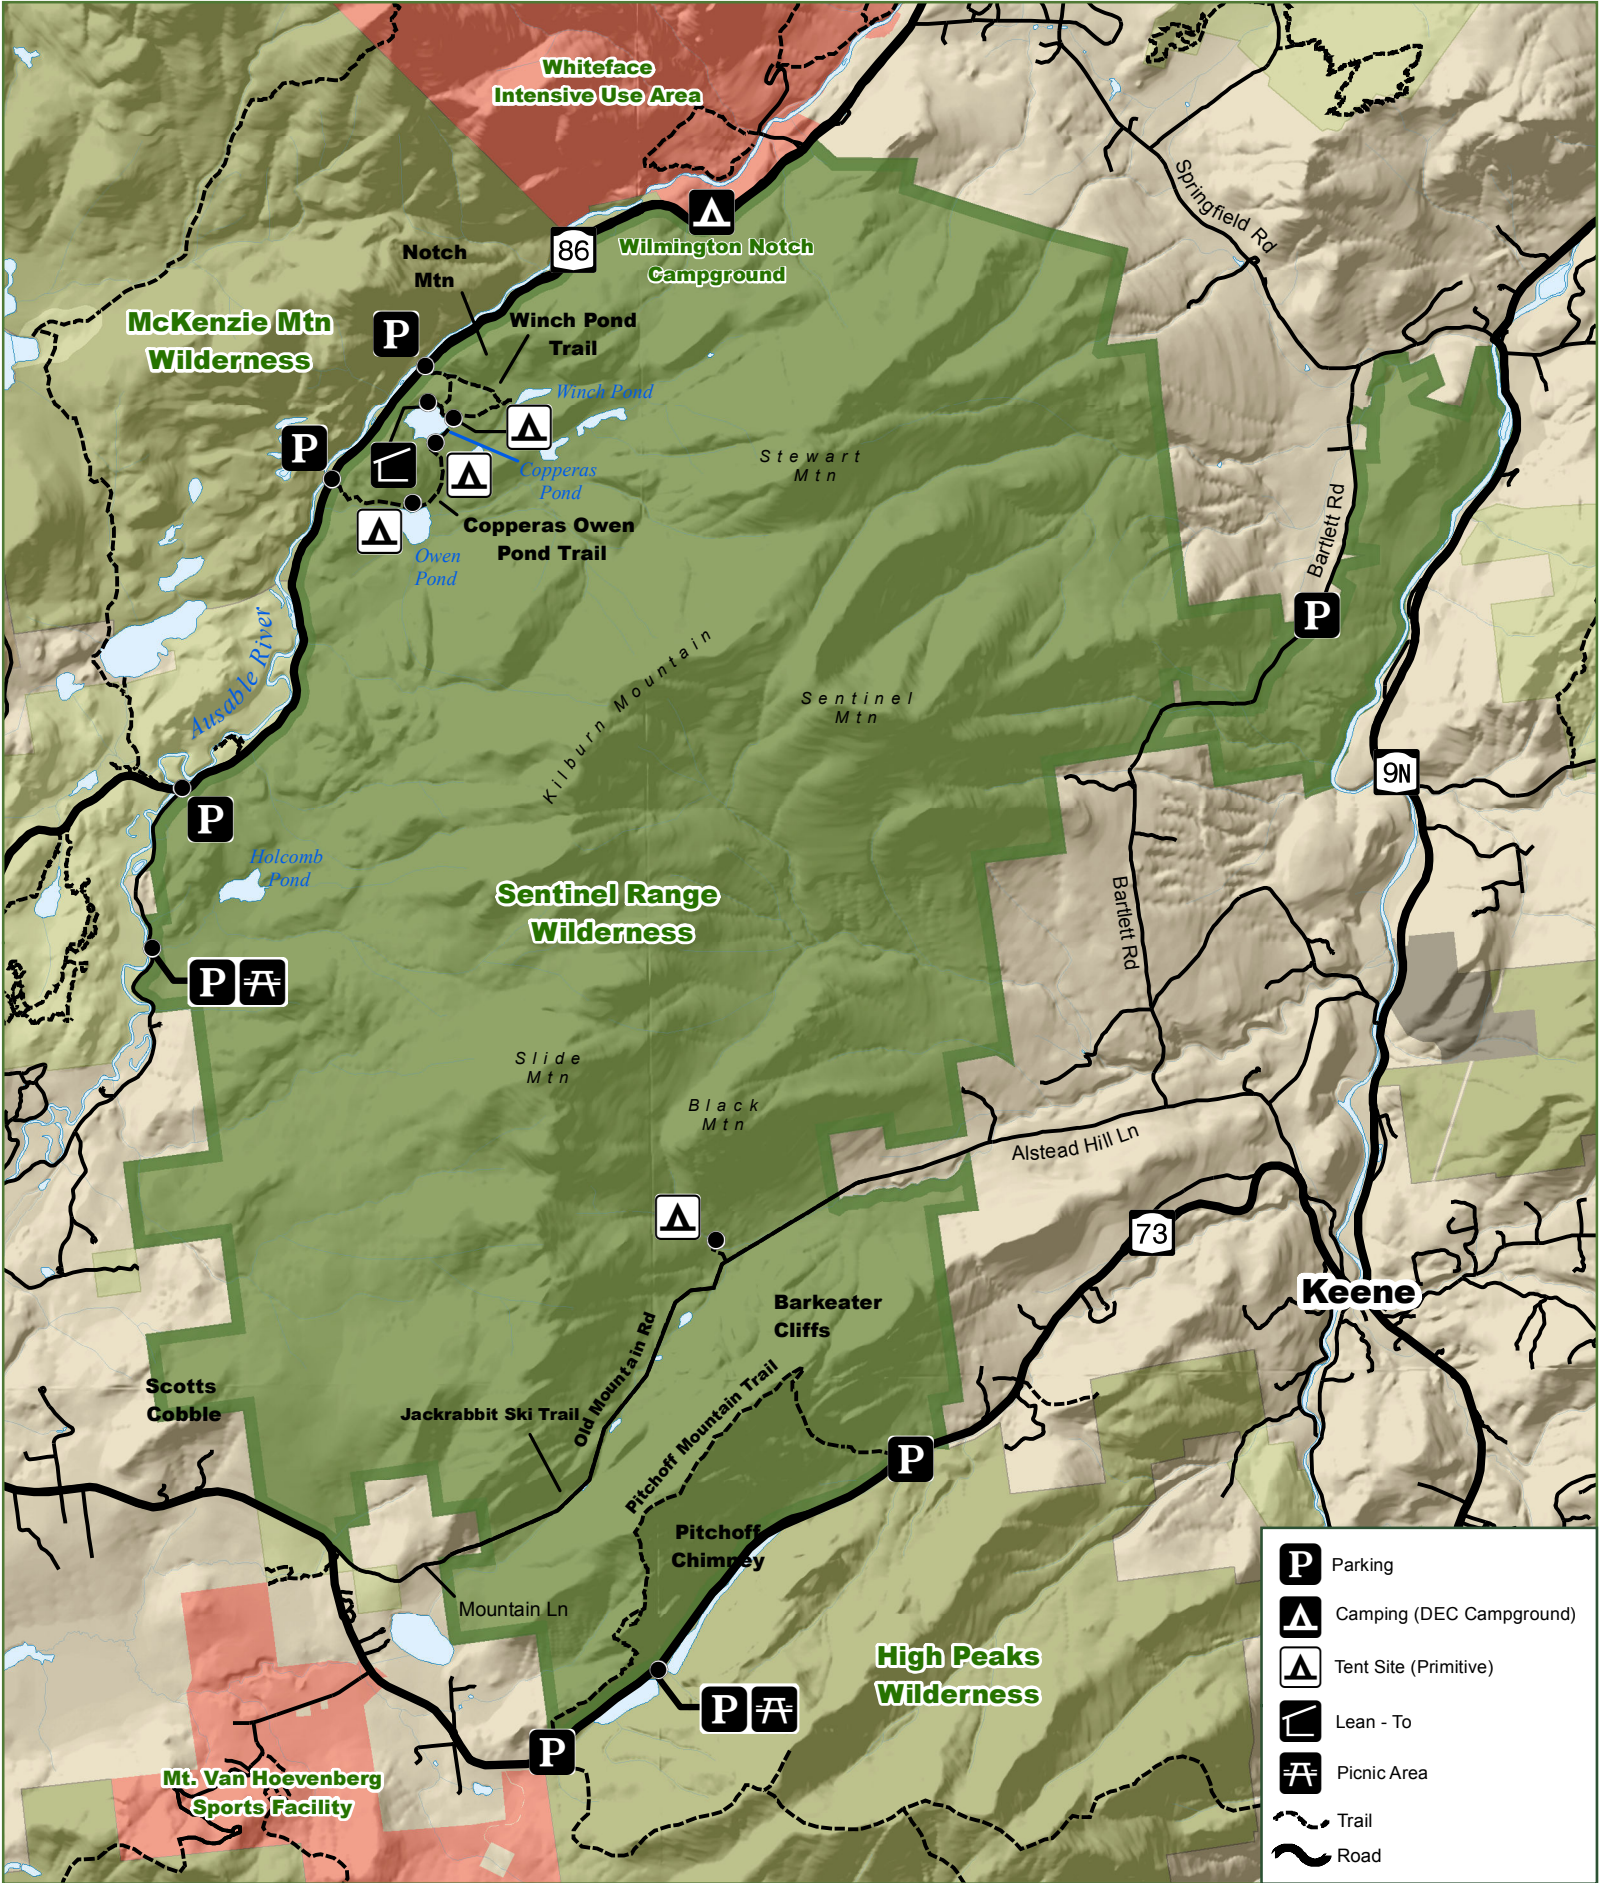 Whiteface
Intensive Use Area
Springfield Rd
86
Wilmington Notch
Campground
Notch
Mtn
McKenzie Mtn
Wilderness
P
Winch Pond
Trail
Winch Pond
P
Copperas
Pond
Stewart
Mtn
Copperas Owen
Pond Trail
Owen
Pond
Bartlett Rd
P
Ausable River
Kilburn Mountain
Sentinel
Mtn
9N
P
Holcomb
Pond
Sentinel Range
Wilderness
Bartlett Rd
P
Slide
Mtn
Black
Mtn
Alstead Hill Ln
73
Keene
Barkeater
Cliffs
Old Mountain Rd
Pitchoff Mountain Trail
Scotts
Cobble
Jackrabbit Ski Trail
P
Pitchoff
Chimney
Mountain Ln
High Peaks
Wilderness
P
P
Mt. Van Hoevenberg
Sports Facility
P Parking
Camping (DEC Campground)
Tent Site (Primitive)
Lean - To
Picnic Area
Trail
Road